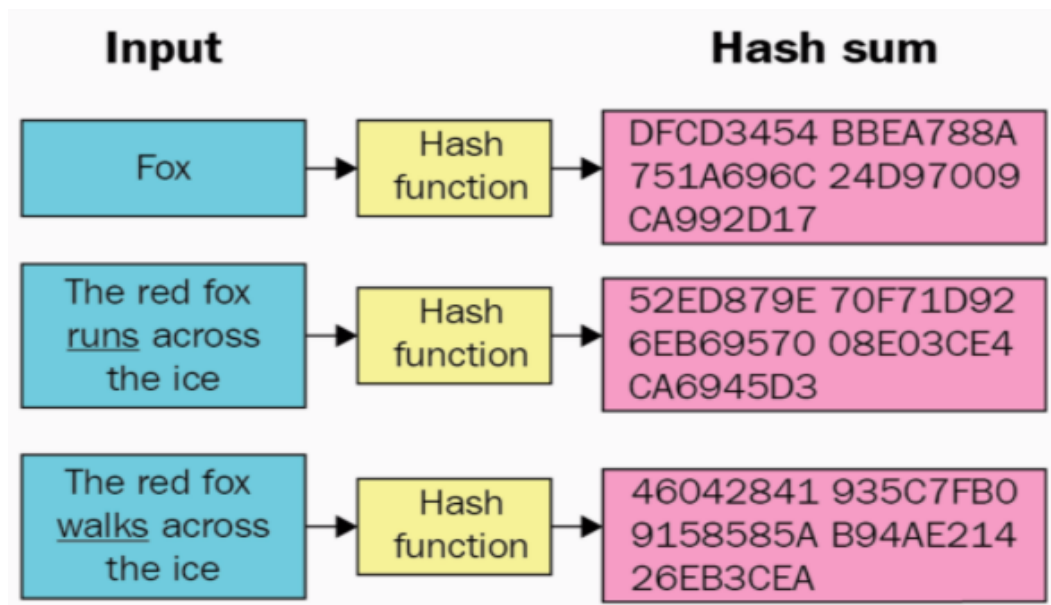 Input
Hash sum
Fox
Hash
function
DFCD3454 BBEA788A
751A696C 24D97009
CA992D17
The red fox
runs across
the ice
Hash
function
52ED879E 70F71D92
6EB69570 08E03CE4
CA6945D3
The red fox
walks across
the ice
Hash
function
46042841 935C7FB0
9158585A B94AE214
26EB3CEA